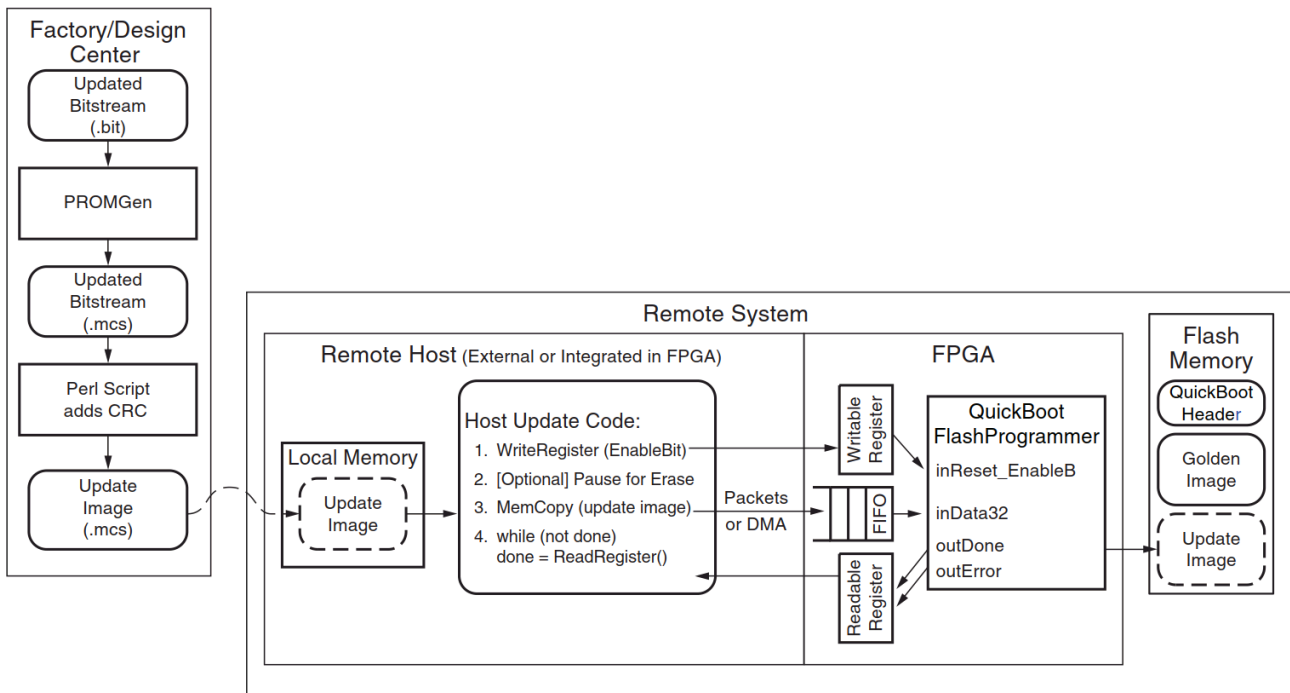 Factory/Design
Center
Updated
Bitstream
(.bit)
PROMGen
Updated
Bitstream
(.mcs)
Perl Script
adds CRC
Update
Image
(.mcs)
Remote System
Remote Host (External or Integrated in FPGA)
Local Memory
Update
Image
Host Update Code:
1. WriteRegister (EnableBit)
2. [Optional] Pause for Erase
3. MemCopy (update image)
4. while (not done)
done = ReadRegister()
Packets
or DMA
FPGA
Writable
Register
FIFO
Readable
Register
QuickBoot
FlashProgrammer
inReset_EnableB
inData32
outDone
outError
Flash
Memory
QuickBoot
Header
Golden
Image
Update
Image